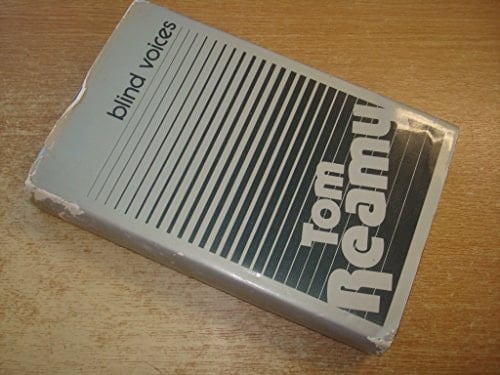 blind voices
Tom
Reamy